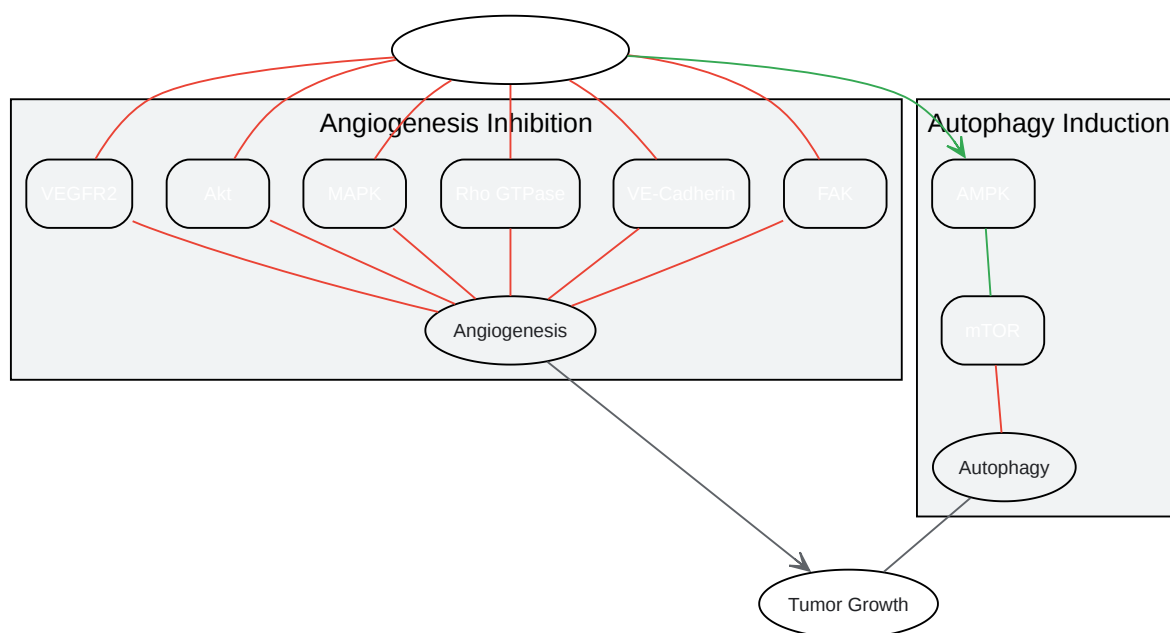 Angiogenesis Inhibition
Autophagy Induction
VEGFR2
Akt
MAPK
Rho GTPase
VE-Cadherin
FAK
AMPK
mTOR
Angiogenesis
Autophagy
Tumor Growth